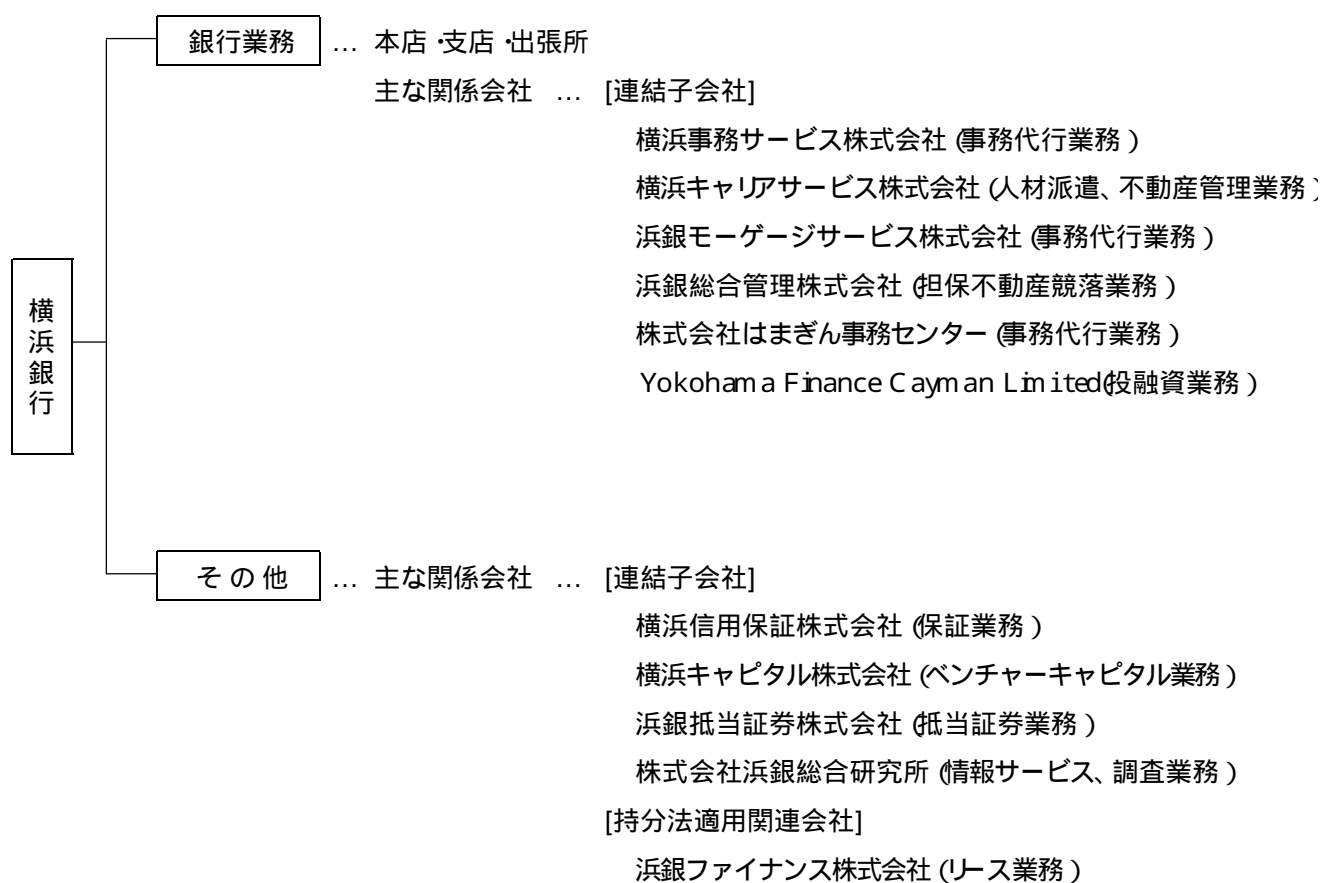 銀行業務 … 本店・支店・出張所
主な関係会社 … [連結子会社]
横浜事務サービス株式会社(事務代行業務)
横浜キャリアサービス株式会社(人材派遣、不動産管理業務)
浜銀モーゲージサービス株式会社(事務代行業務)
浜銀総合管理株式会社(担保不動産競落業務)
株式会社はまぎん事務センター(事務代行業務)
Yokohama Finance Cayman Limited(投融資業務)
横浜銀行
その他 … 主な関係会社 … [連結子会社]
横浜信用保証株式会社(保証業務)
横浜キャピタル株式会社(ベンチャーキャピタル業務)
浜銀抵当証券株式会社(抵当証券業務)
株式会社浜銀総合研究所(情報サービス、調査業務)
[持分法適用関連会社]
浜銀ファイナンス株式会社(リース業務)